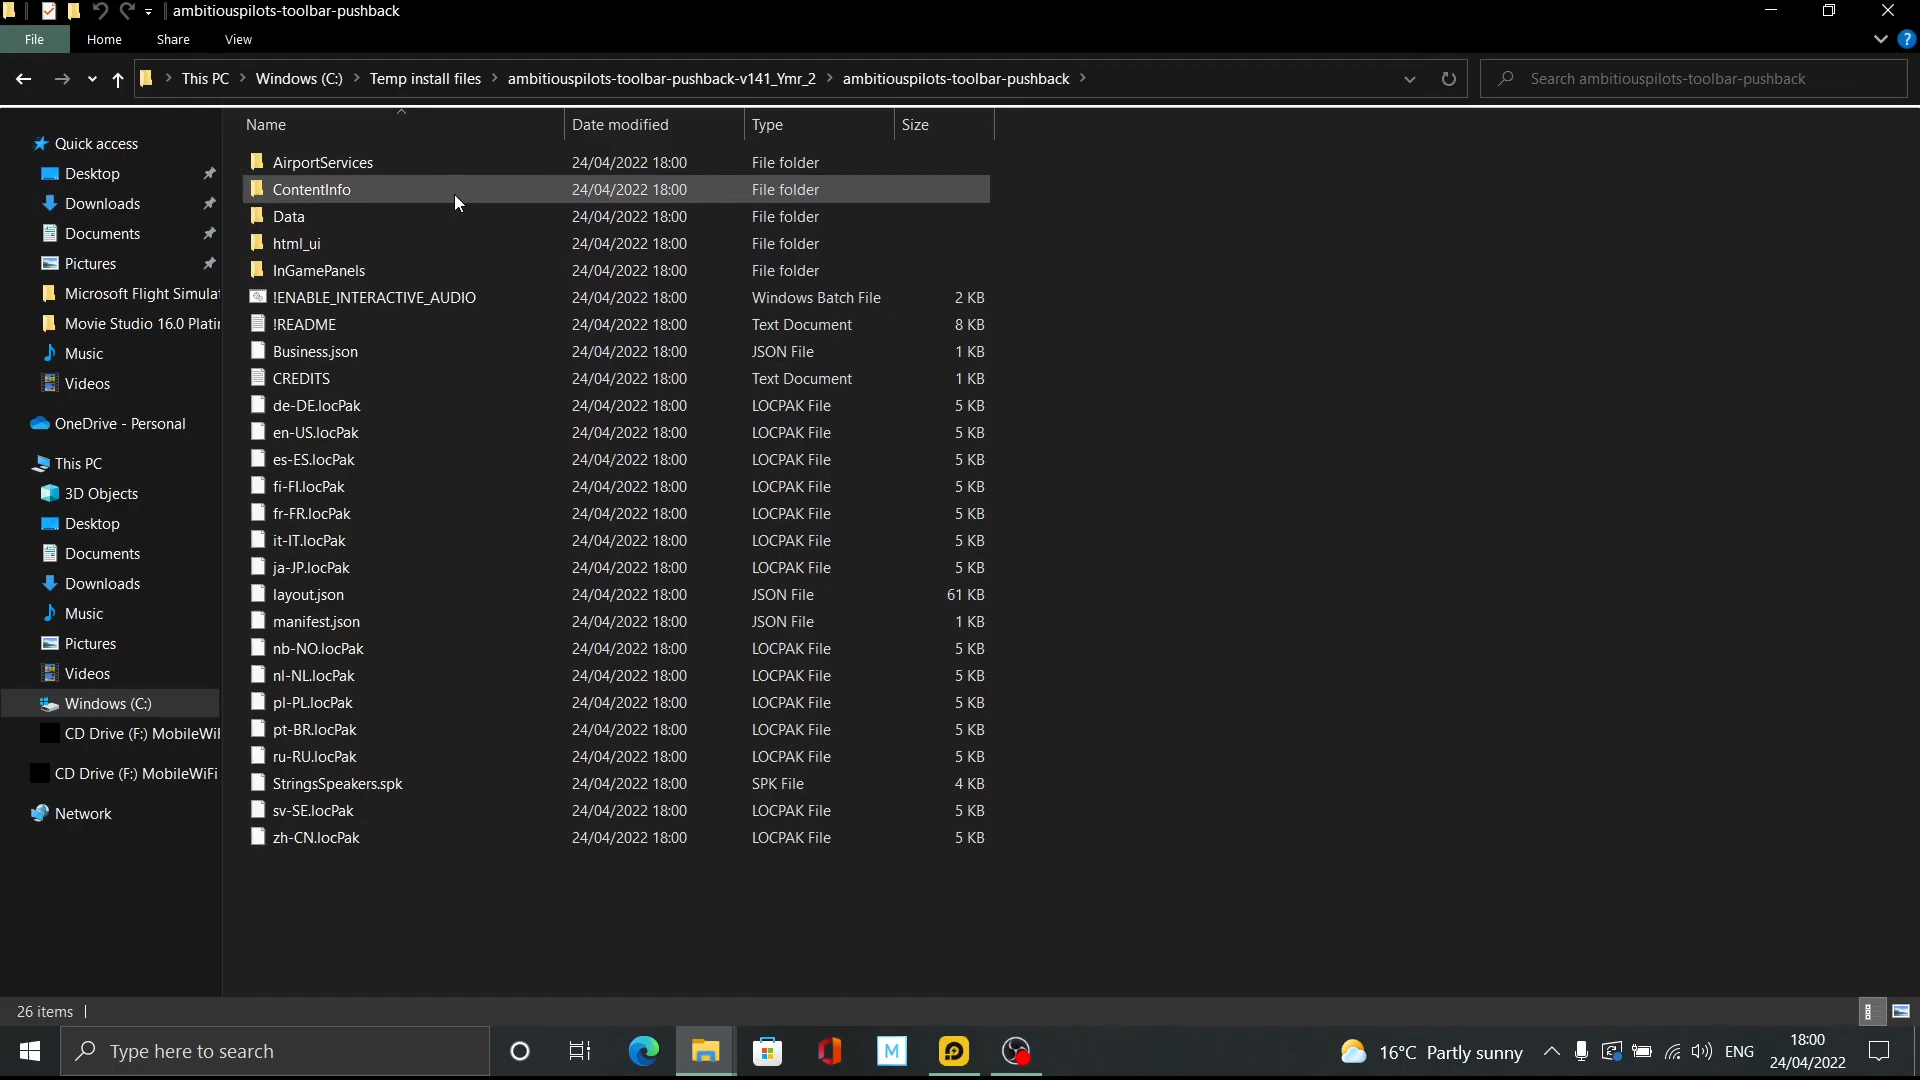 ambitiouspilots-toolbar-pushback
File Home Share View
This PC Windows (C:) Temp install files ambitiouspilots-toolbar-pushback-v141_Ymr_2 ambitiouspilots-toolbar-pushback Search ambitiouspilots-toolbar-pushback
Name Date modified Type Size
Quick access
Desktop
Downloads
Documents
Pictures
Microsoft Flight Simulat
Movie Studio 16.0 Platin
Music
Videos
OneDrive - Personal
This PC
3D Objects
Desktop
Documents
Downloads
Music
Pictures
Videos
Windows (C:)
CD Drive (F:) MobileWiF
CD Drive (F:) MobileWiFi
Network
AirportServices 24/04/2022 18:00 File folder
ContentInfo 24/04/2022 18:00 File folder
Data 24/04/2022 18:00 File folder
html_ui 24/04/2022 18:00 File folder
InGamePanels 24/04/2022 18:00 File folder
!ENABLE_INTERACTIVE_AUDIO 24/04/2022 18:00 Windows Batch File 2 KB
!README 24/04/2022 18:00 Text Document 8 KB
Business.json 24/04/2022 18:00 JSON File 1 KB
CREDITS 24/04/2022 18:00 Text Document 1 KB
de-DE.locPak 24/04/2022 18:00 LOCPAK File 5 KB
en-US.locPak 24/04/2022 18:00 LOCPAK File 5 KB
es-ES.locPak 24/04/2022 18:00 LOCPAK File 5 KB
fi-FI.locPak 24/04/2022 18:00 LOCPAK File 5 KB
fr-FR.locPak 24/04/2022 18:00 LOCPAK File 5 KB
it-IT.locPak 24/04/2022 18:00 LOCPAK File 5 KB
ja-JP.locPak 24/04/2022 18:00 LOCPAK File 5 KB
layout.json 24/04/2022 18:00 JSON File 61 KB
manifest.json 24/04/2022 18:00 JSON File 1 KB
nb-NO.locPak 24/04/2022 18:00 LOCPAK File 5 KB
nl-NL.locPak 24/04/2022 18:00 LOCPAK File 5 KB
pl-PL.locPak 24/04/2022 18:00 LOCPAK File 5 KB
pt-BR.locPak 24/04/2022 18:00 LOCPAK File 5 KB
ru-RU.locPak 24/04/2022 18:00 LOCPAK File 5 KB
StringsSpeakers.spk 24/04/2022 18:00 SPK File 4 KB
sv-SE.locPak 24/04/2022 18:00 LOCPAK File 5 KB
zh-CN.locPak 24/04/2022 18:00 LOCPAK File 5 KB
26 items
Type here to search M 16°C Partly sunny ENG 18:00
24/04/2022